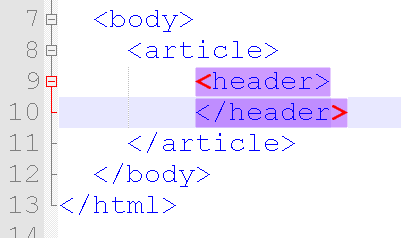 7 <body>
8 <article>
9 <header>
10 </header>
11 </article>
12 </body>
13 </html>
14